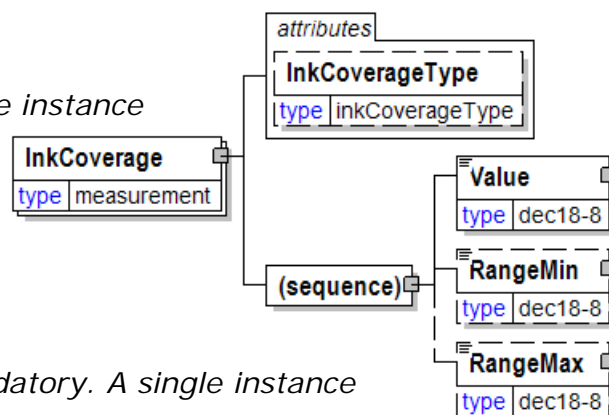 attributes
InkCoverageType
type inkCoverageType
e instance
InkCoverage
type measurement
Value
type dec18-8
(sequence)
RangeMin
type dec18-8
datory. A single instance
RangeMax
type dec18-8